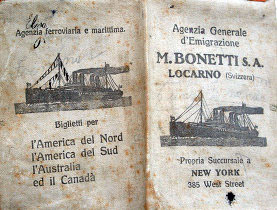 Agenzia ferroviaria e marittima.
Biglietti per
l'America del Nord
l'America del Sud
l'Australia
ed il Canadà
Agenzia Generale
d'Emigrazione
M. BONETTI S.A.
LOCARNO (Svizzera)
Propria Succursale a
NEW YORK
385 West Street